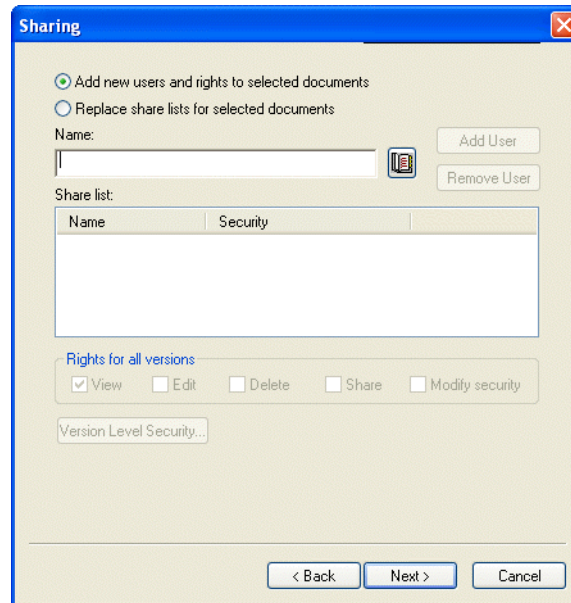 Sharing
Add new users and rights to selected documents
Replace share lists for selected documents
Name:
Add User
Remove User
Share list:
Name Security
Rights for all versions
View Edit Delete Share Modify security
Version Level Security...
< Back Next > Cancel